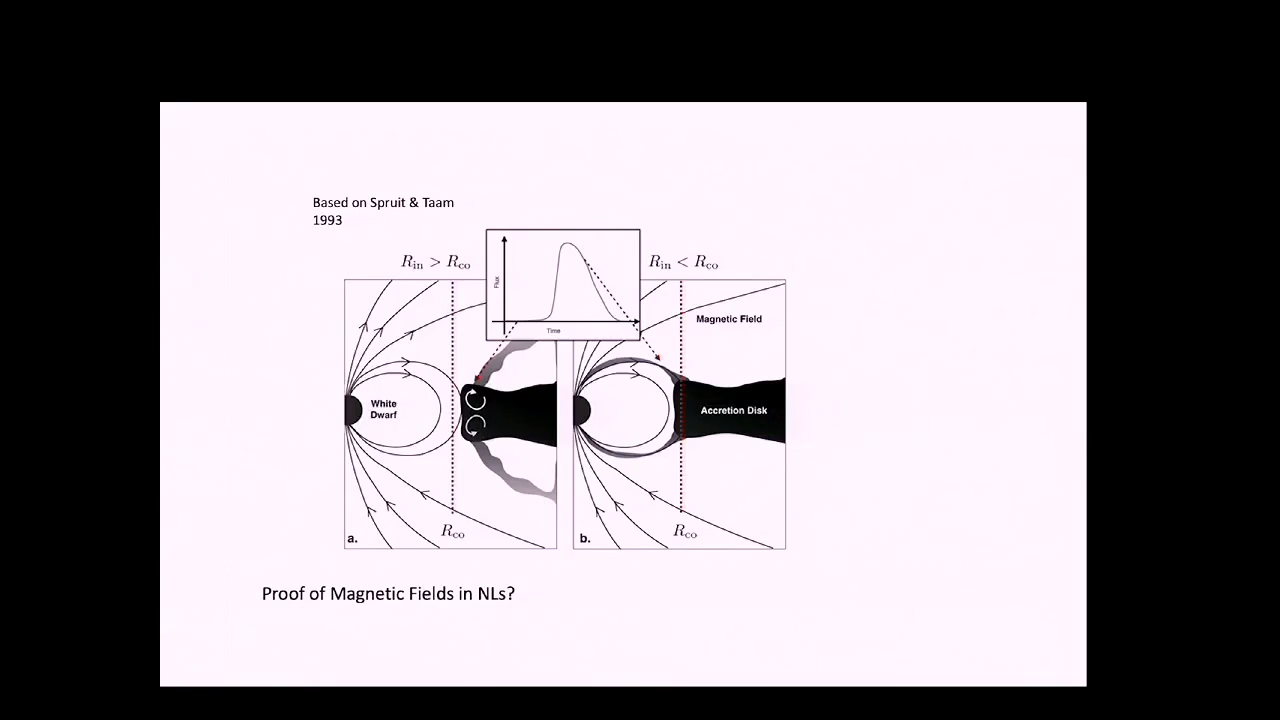 Based on Spruit & Taam
1993
R_in > R_co
R_in < R_co
Flux
Time
Magnetic Field
White
Dwarf
Accretion Disk
R_co
R_co
a.
b.
Proof of Magnetic Fields in NLs?